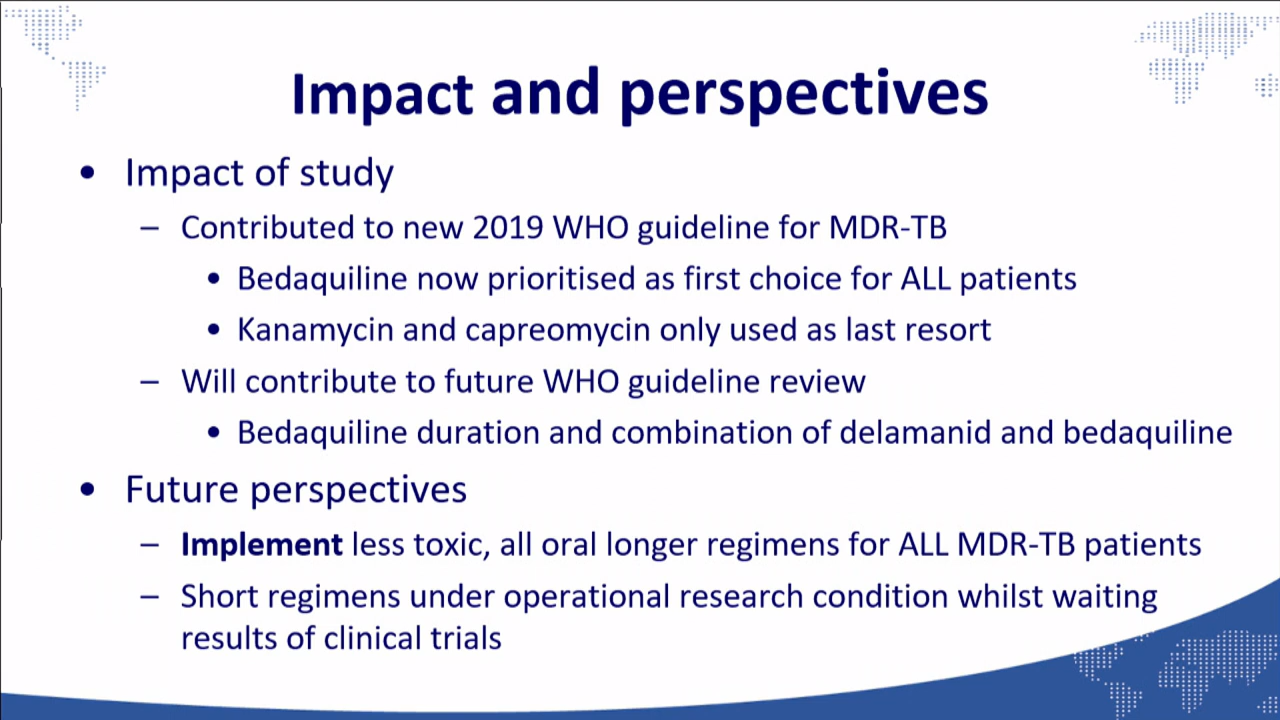 Impact and perspectives
• Impact of study
– Contributed to new 2019 WHO guideline for MDR-TB
• Bedaquiline now prioritised as first choice for ALL patients
• Kanamycin and capreomycin only used as last resort
– Will contribute to future WHO guideline review
• Bedaquiline duration and combination of delamanid and bedaquiline
• Future perspectives
– Implement less toxic, all oral longer regimens for ALL MDR-TB patients
– Short regimens under operational research condition whilst waiting
results of clinical trials